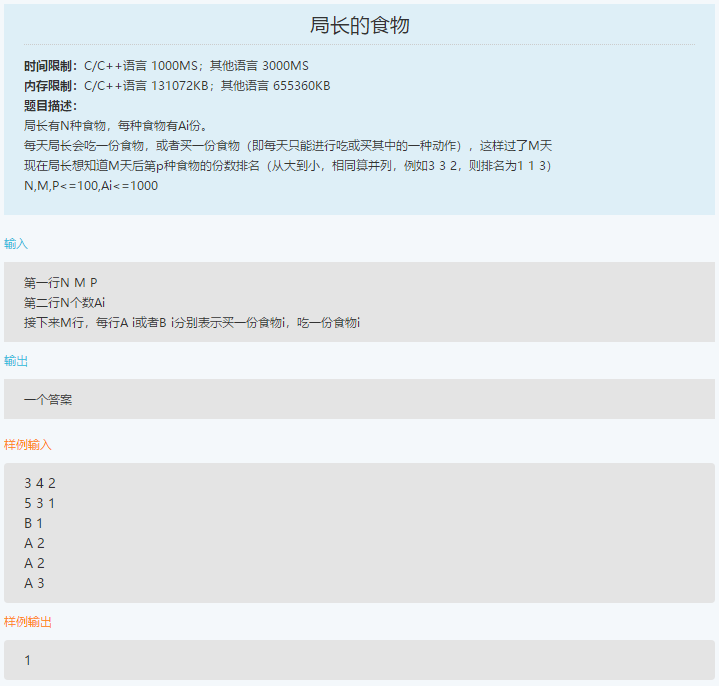 局长的食物
时间限制：C/C++语言 1000MS；其他语言 3000MS
内存限制：C/C++语言 131072KB；其他语言 655360KB
题目描述：
局长有N种食物，每种食物有Ai份。
每天局长会吃一份食物，或者买一份食物（即每天只能进行吃或买其中的一种动作），这样过了M天
现在局长想知道M天后第p种食物的份数排名（从大到小，相同算并列，例如3 3 2，则排名为1 1 3）
N,M,P<=100,Ai<=1000
输入
第一行N M P
第二行N个数Ai
接下来M行，每行A i或者B i分别表示买一份食物i，吃一份食物i
输出
一个答案
样例输入
3 4 2
5 3 1
B 1
A 2
A 2
A 3
样例输出
1